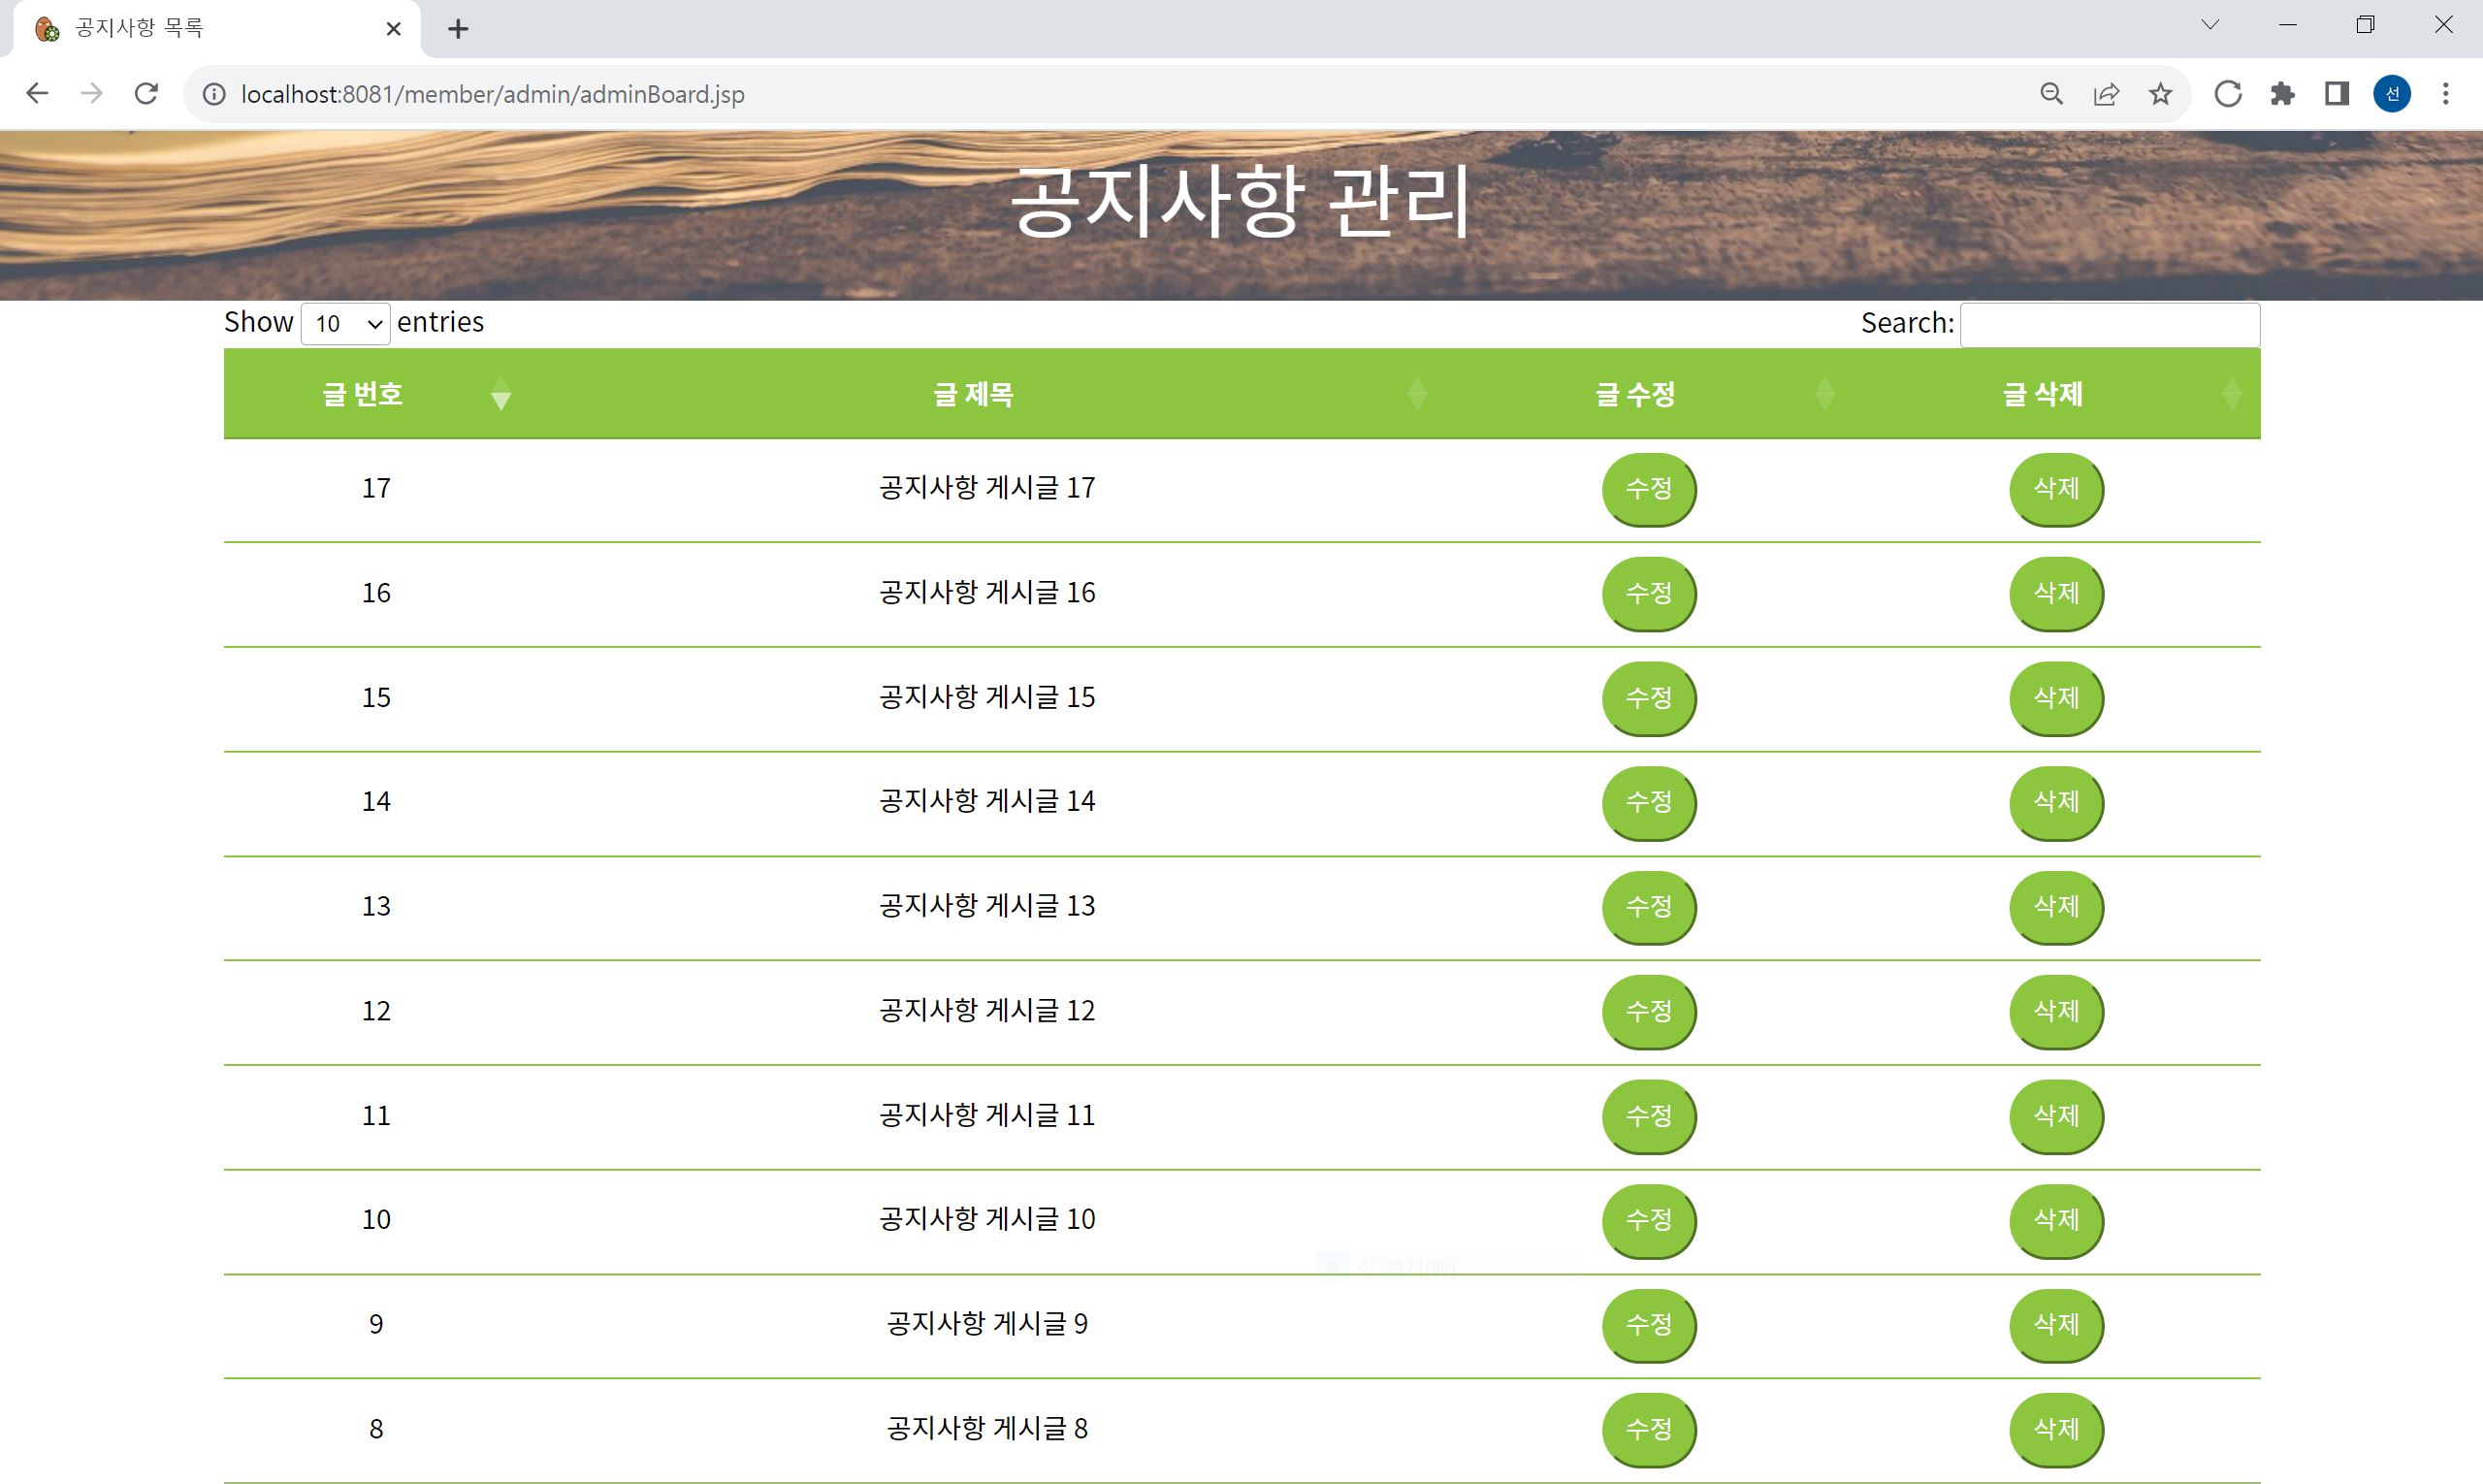 공지사항 목록
localhost:8081/member/admin/adminBoard.jsp
선
공지사항 관리
Show 10 entries Search:
글 번호 글 제목 글 수정 글 삭제
17 공지사항 게시글 17 수정 삭제
16 공지사항 게시글 16 수정 삭제
15 공지사항 게시글 15 수정 삭제
14 공지사항 게시글 14 수정 삭제
13 공지사항 게시글 13 수정 삭제
12 공지사항 게시글 12 수정 삭제
11 공지사항 게시글 11 수정 삭제
10 공지사항 게시글 10 수정 삭제
9 공지사항 게시글 9 수정 삭제
8 공지사항 게시글 8 수정 삭제